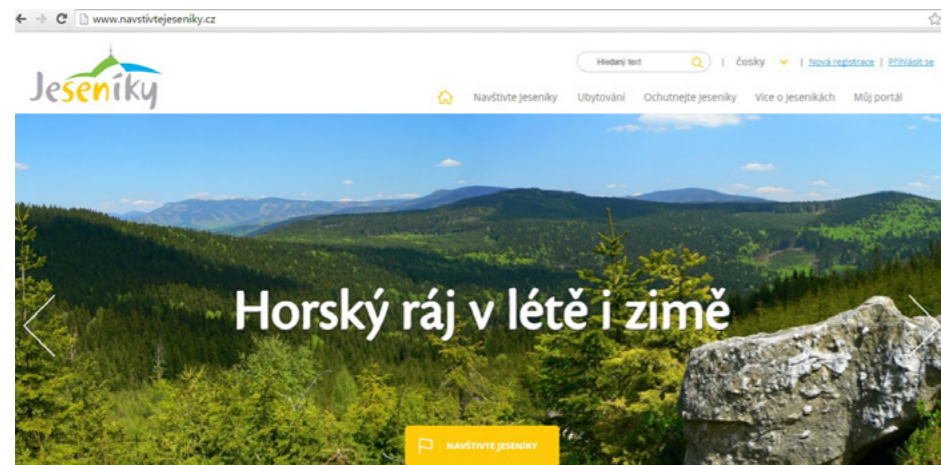 www.navstivtejeseniky.cz
Jeseníky
Hledaný text | česky | Nová registrace | Přihlásit se
Navštivte Jeseníky Ubytování Ochutnejte Jeseníky Více o Jeseníkách Můj portál
Horský ráj v létě i zimě
NAVŠTIVTE JESENÍKY